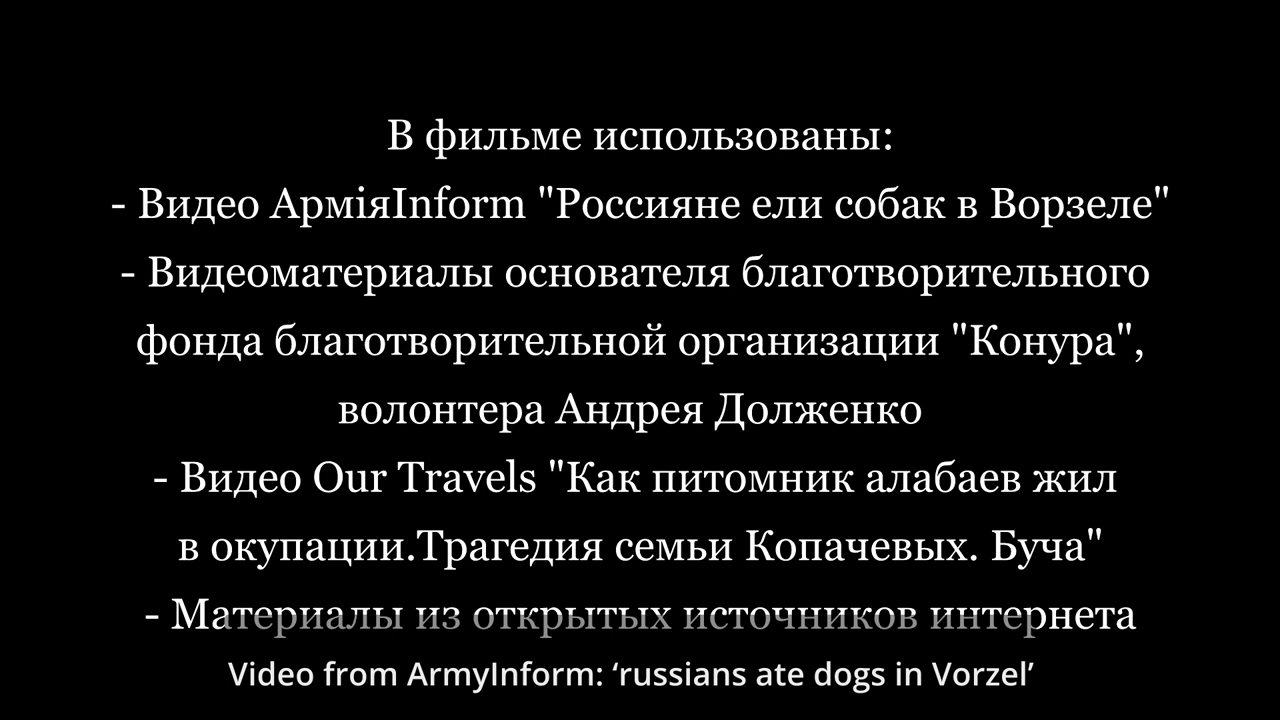 В фильме использованы:
- Видео АрміяInform "Россияне ели собак в Ворзеле"
- Видеоматериалы основателя благотворительного
фонда благотворительной организации "Конура",
волонтера Андрея Долженко
- Видео Our Travels "Как питомник алабаев жил
в окупации.Трагедия семьи Копачевых. Буча"
- Материалы из открытых источников интернета
Video from ArmyInform: ‘russians ate dogs in Vorzel’